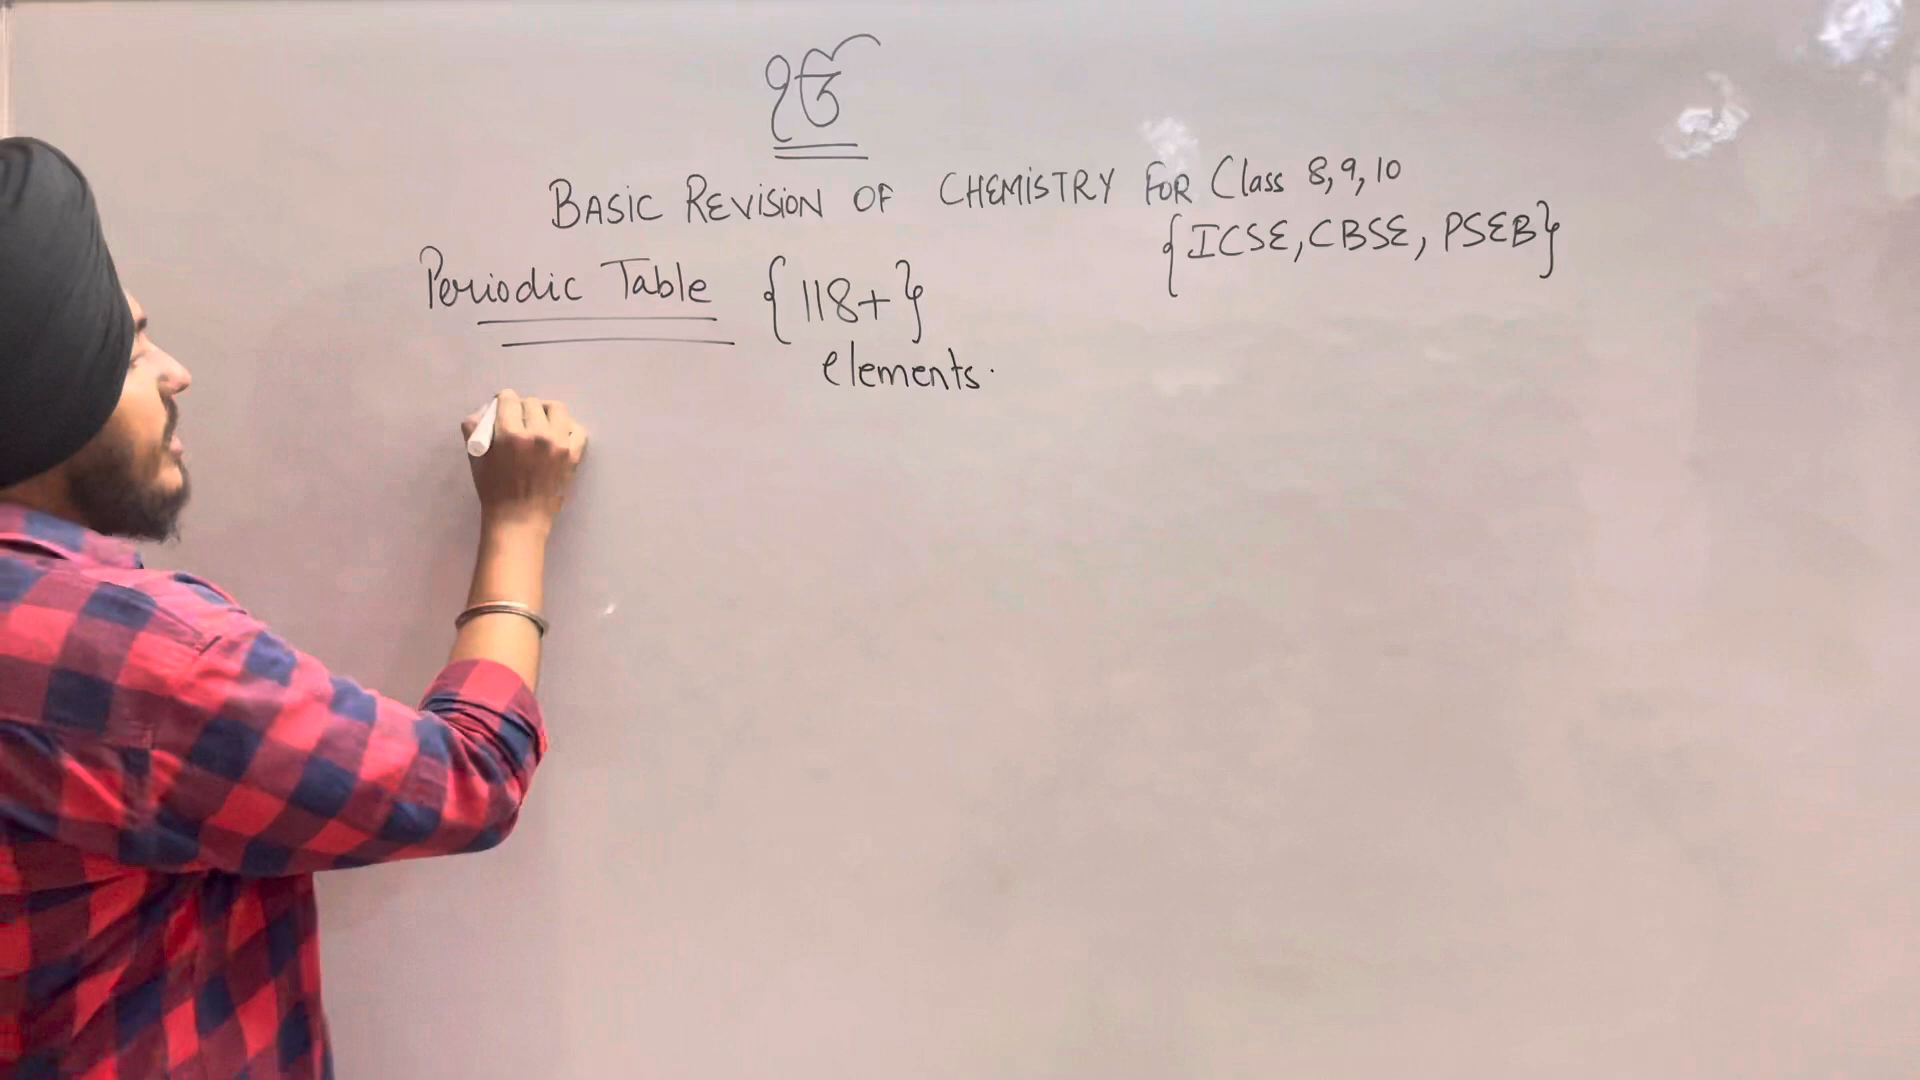 ੴ
BASIC REVISION OF CHEMISTRY FOR Class 8,9,10
{ICSE, CBSE, PSEB}
Periodic Table {118+}
elements.